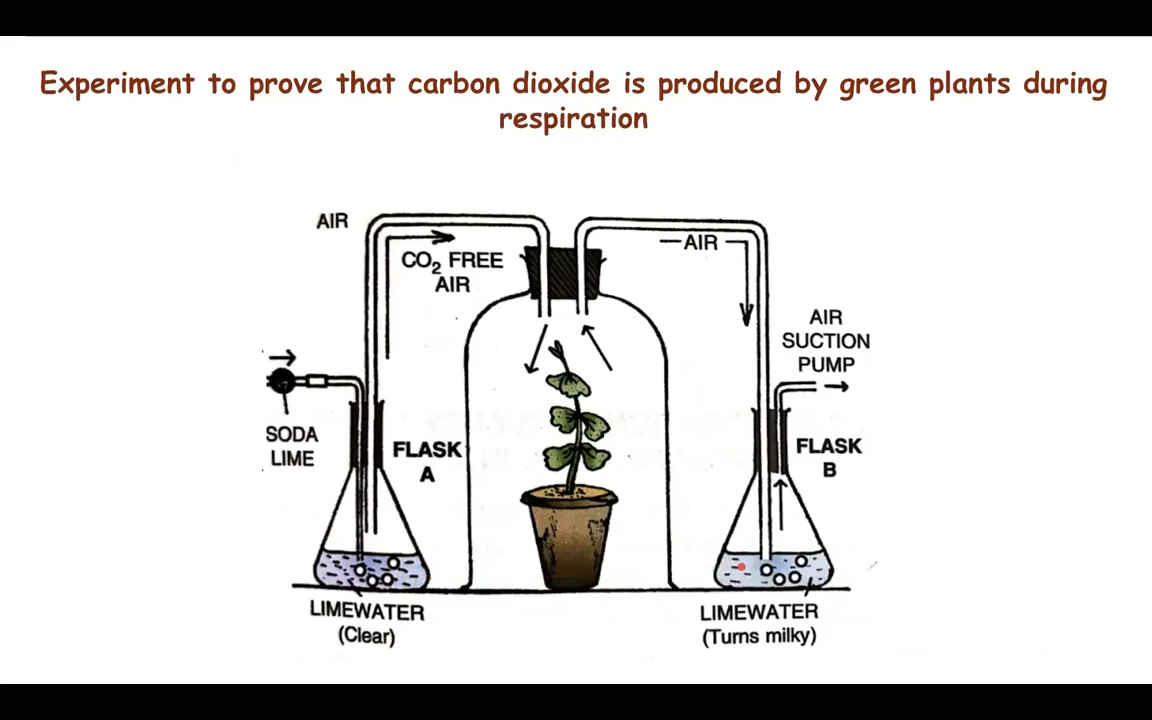 Experiment to prove that carbon dioxide is produced by green plants during
respiration
AIR
CO₂ FREE
AIR
AIR
AIR
SUCTION
PUMP
SODA
LIME
FLASK
A
FLASK
B
LIMEWATER
(Clear)
LIMEWATER
(Turns milky)